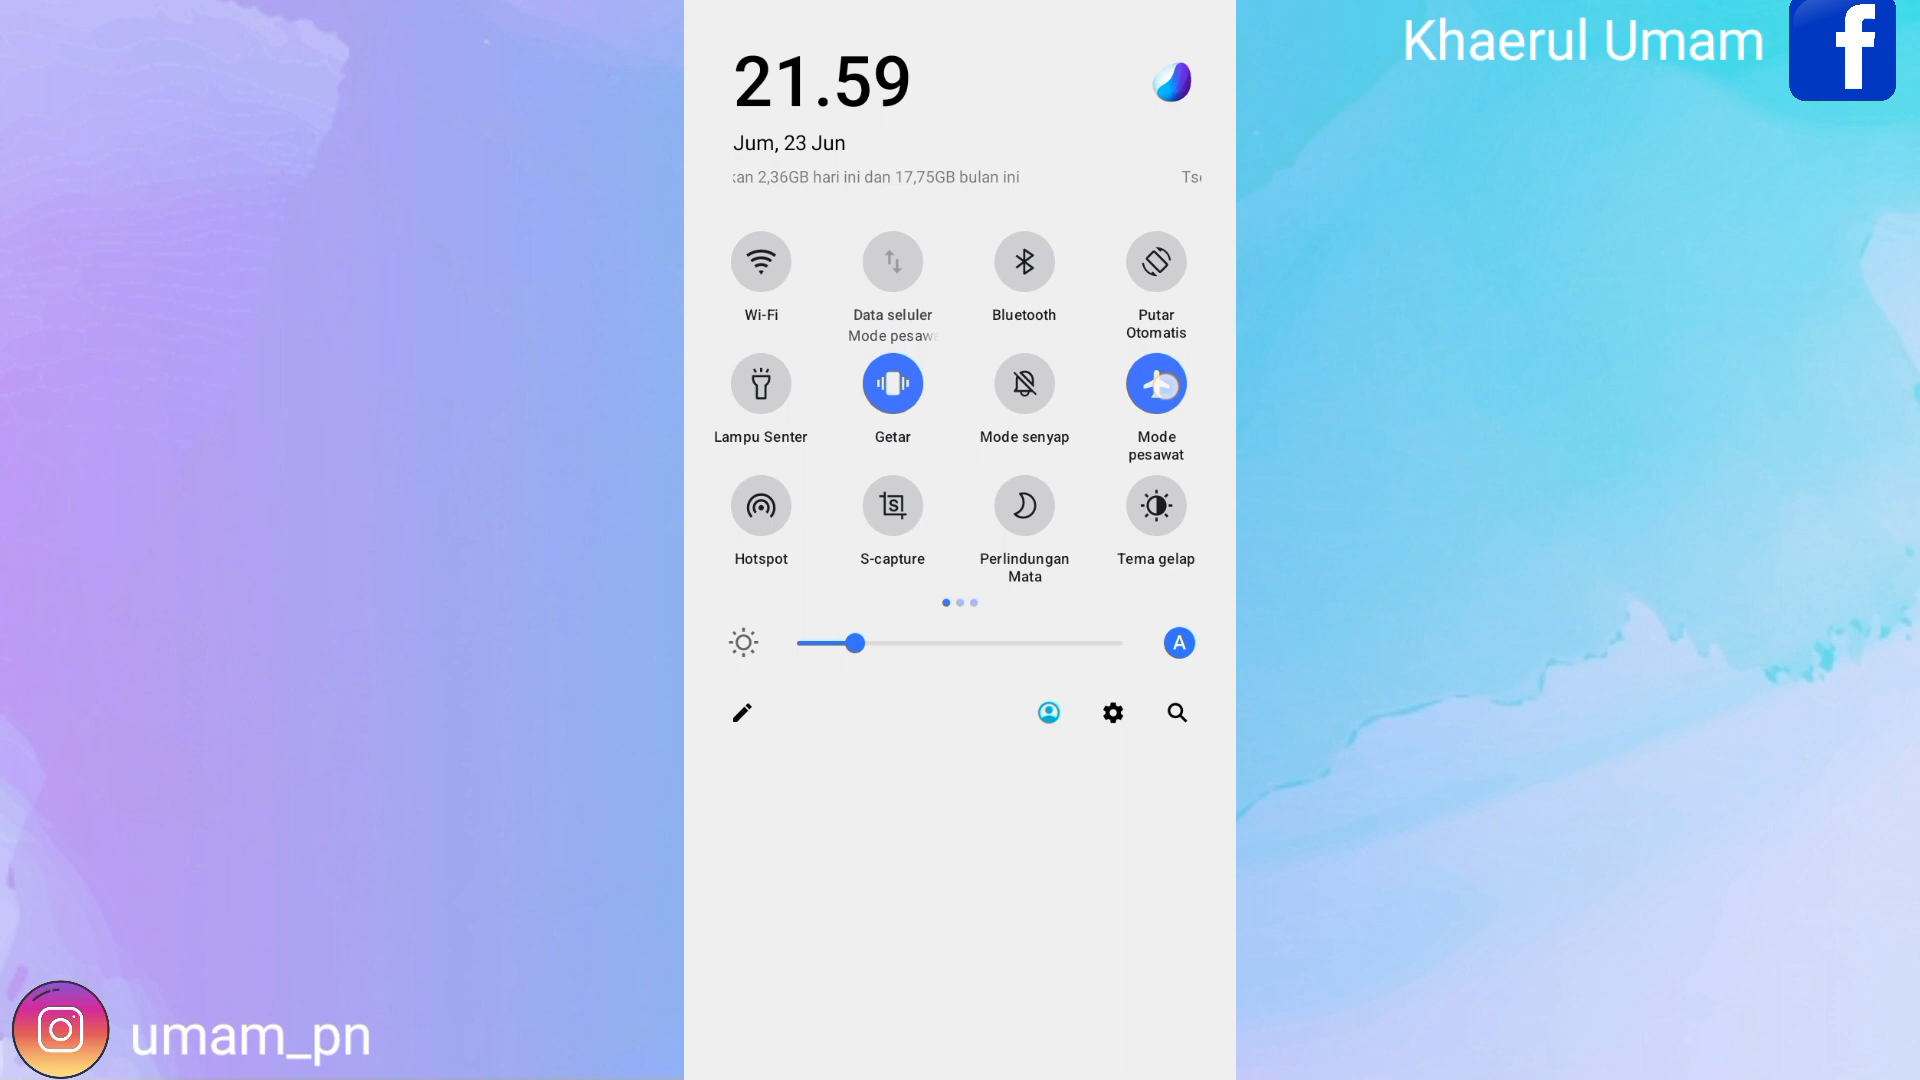 Khaerul Umam
21.59
Jum, 23 Jun
kan 2,36GB hari ini dan 17,75GB bulan ini
Wi-Fi
Data seluler
Mode pesaw
Bluetooth
Putar
Otomatis
Lampu Senter
Getar
Mode senyap
Mode
pesawat
Hotspot
S
S-capture
Perlindungan
Mata
Tema gelap
A
umam_pn